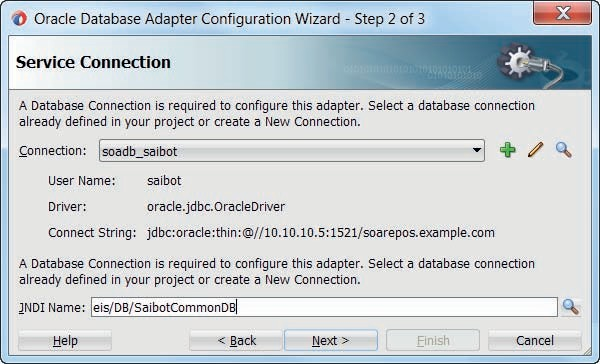 Oracle Database Adapter Configuration Wizard - Step 2 of 3
Service Connection
A Database Connection is required to configure this adapter. Select a database connection
already defined in your project or create a New Connection.
Connection: soadb_saibot
User Name: saibot
Driver: oracle.jdbc.OracleDriver
Connect String: jdbc:oracle:thin:@//10.10.10.5:1521/soarepos.example.com
A Database Connection is required to configure this adapter. Select a database connection
already defined in your project or create a New Connection.
JNDI Name: eis/DB/SaibotCommonDB
Help < Back Next > Finish Cancel